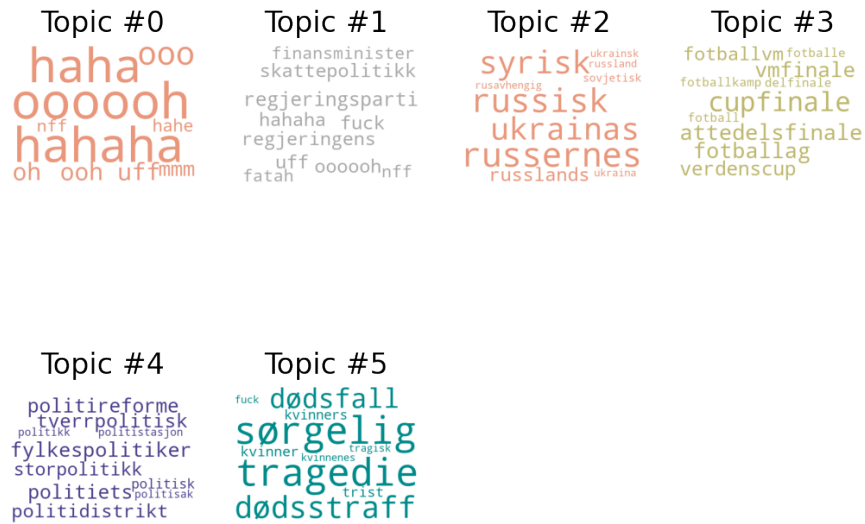 Topic #0
haha ooo
oooooh
nff hahe
hahaha
oh ooh uff mmm
Topic #1
finansminister
skattepolitikk
regjeringsparti
hahaha fuck
regjeringens
uff oooooh nff
fatah
Topic #2
syrisk ukrainsk
russland
sovjetisk
rusavhengig
russisk
ukrainas
russernes
russlands ukraina
Topic #3
fotballvm fotballe
vmfinale
fotballkamp delfinale
cupfinale
fotball
attedelsfinale
fotballag
verdenscup
Topic #4
politireforme
tverrpolitisk
politikk politistasjon
fylkespolitiker
storpolitikk
politiets politisk
politisak
politidistrikt
Topic #5
fuck dødsfall
kvinners
sørgelig
kvinner tragisk
kvinnenes
tragedie
trist
dødsstraff